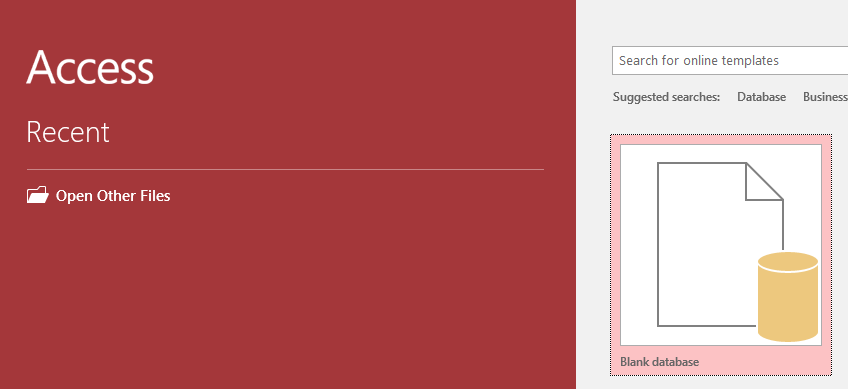 Access
Recent
Open Other Files
Search for online templates
Suggested searches: Database Business
Blank database